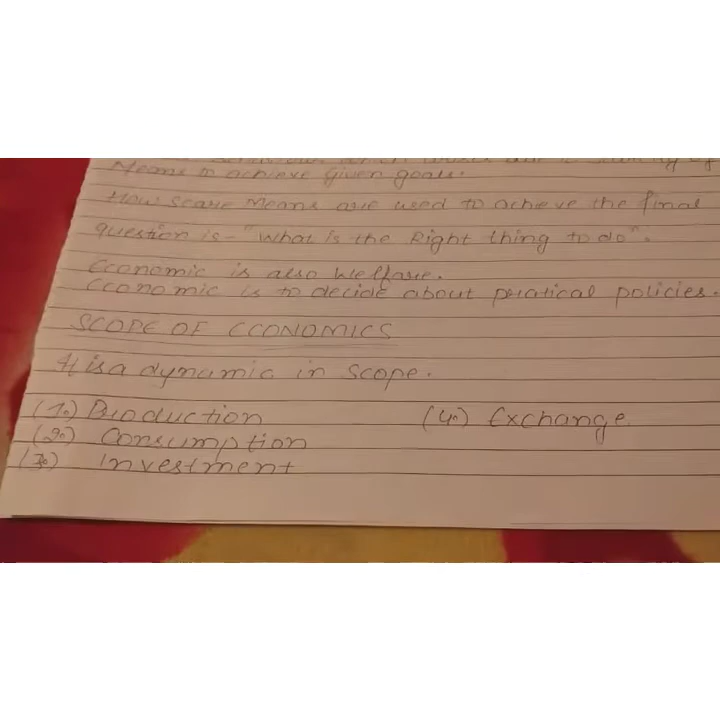 Means to achieve given goals.
How scare Means are used to acheve the final
question is - "What is the Right thing to do".
Economic is also Welfare.
Economic is to decide about pratical policies.
SCOPE OF ECONOMICS
It is a dynamic in scope.
(1.) Production (4.) Exchange
(2.) Consumption
(3.) Investment